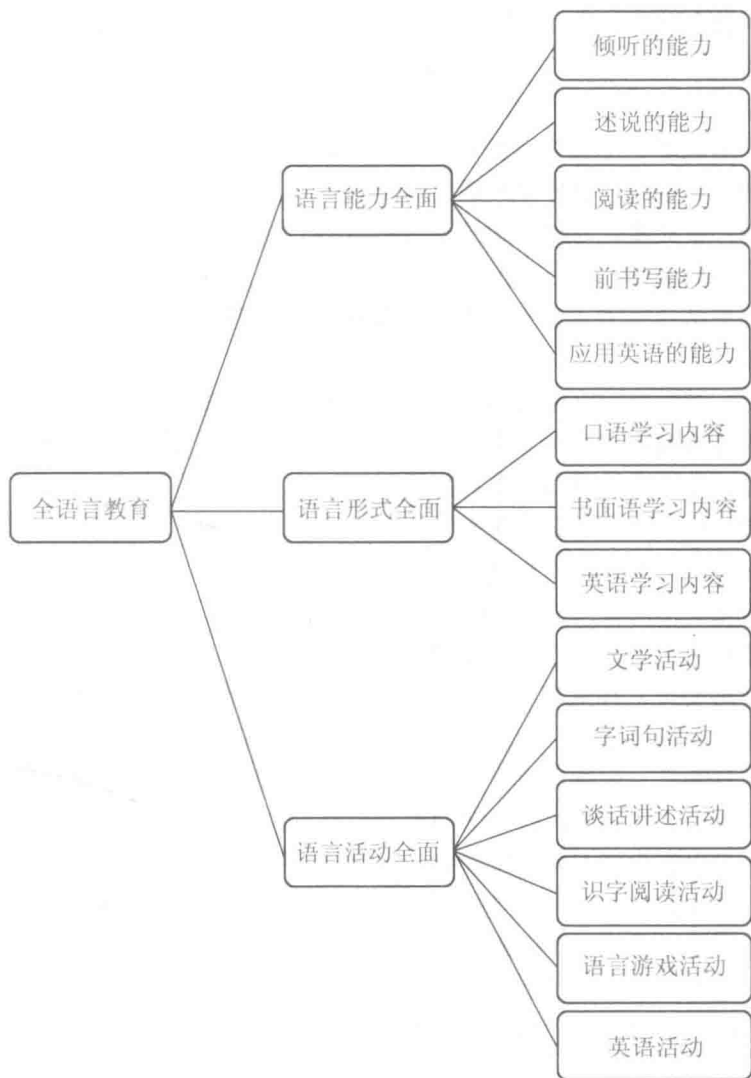 全语言教育
语言能力全面
倾听的能力
述说的能力
阅读的能力
前书写能力
应用英语的能力
语言形式全面
口语学习内容
书面语学习内容
英语学习内容
语言活动全面
文学活动
字词句活动
谈话讲述活动
识字阅读活动
语言游戏活动
英语活动